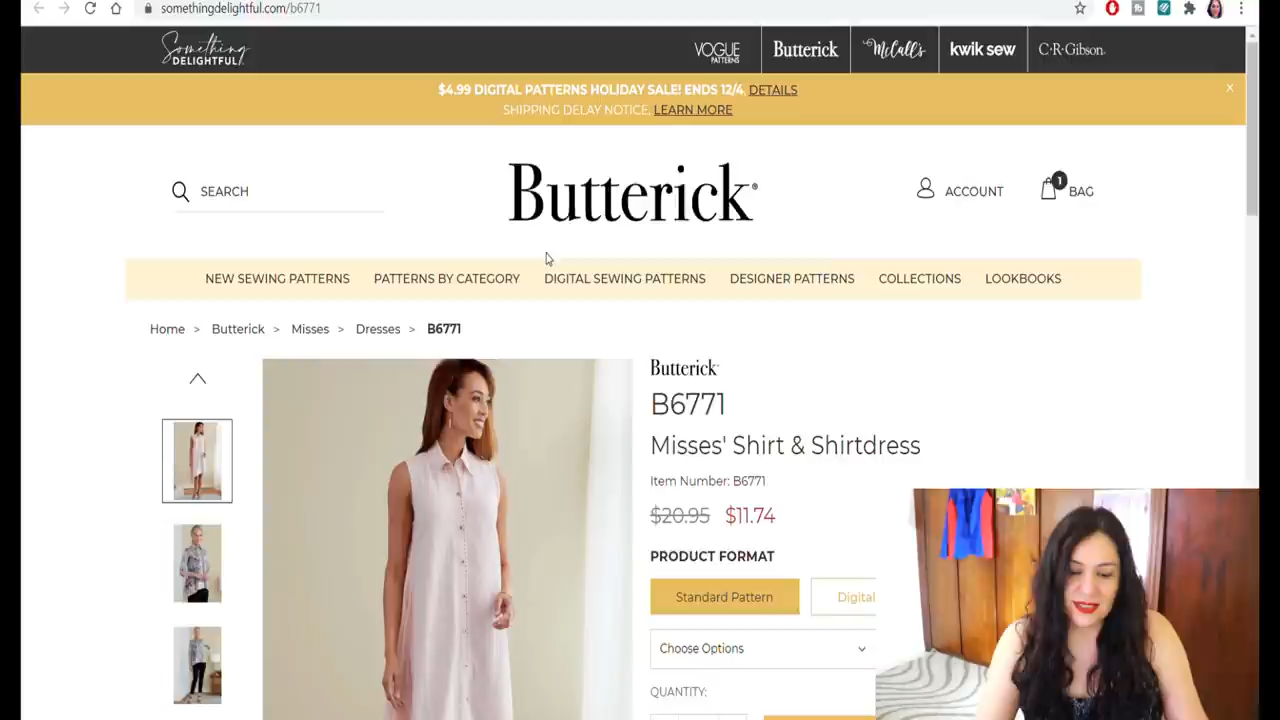 somethingdelightful.com/b6771
Something
DELIGHTFUL
VOGUE
PATTERNS
Butterick
McCall's
kwik sew
C·R·Gibson
$4.99 DIGITAL PATTERNS HOLIDAY SALE! ENDS 12/4. DETAILS
SHIPPING DELAY NOTICE. LEARN MORE
x
SEARCH
Butterick
ACCOUNT
1
BAG
NEW SEWING PATTERNS
PATTERNS BY CATEGORY
DIGITAL SEWING PATTERNS
DESIGNER PATTERNS
COLLECTIONS
LOOKBOOKS
Home > Butterick > Misses > Dresses > B6771
Butterick
B6771
Misses' Shirt & Shirtdress
Item Number: B6771
$20.95 $11.74
PRODUCT FORMAT
Standard Pattern
Digital
Choose Options
QUANTITY: